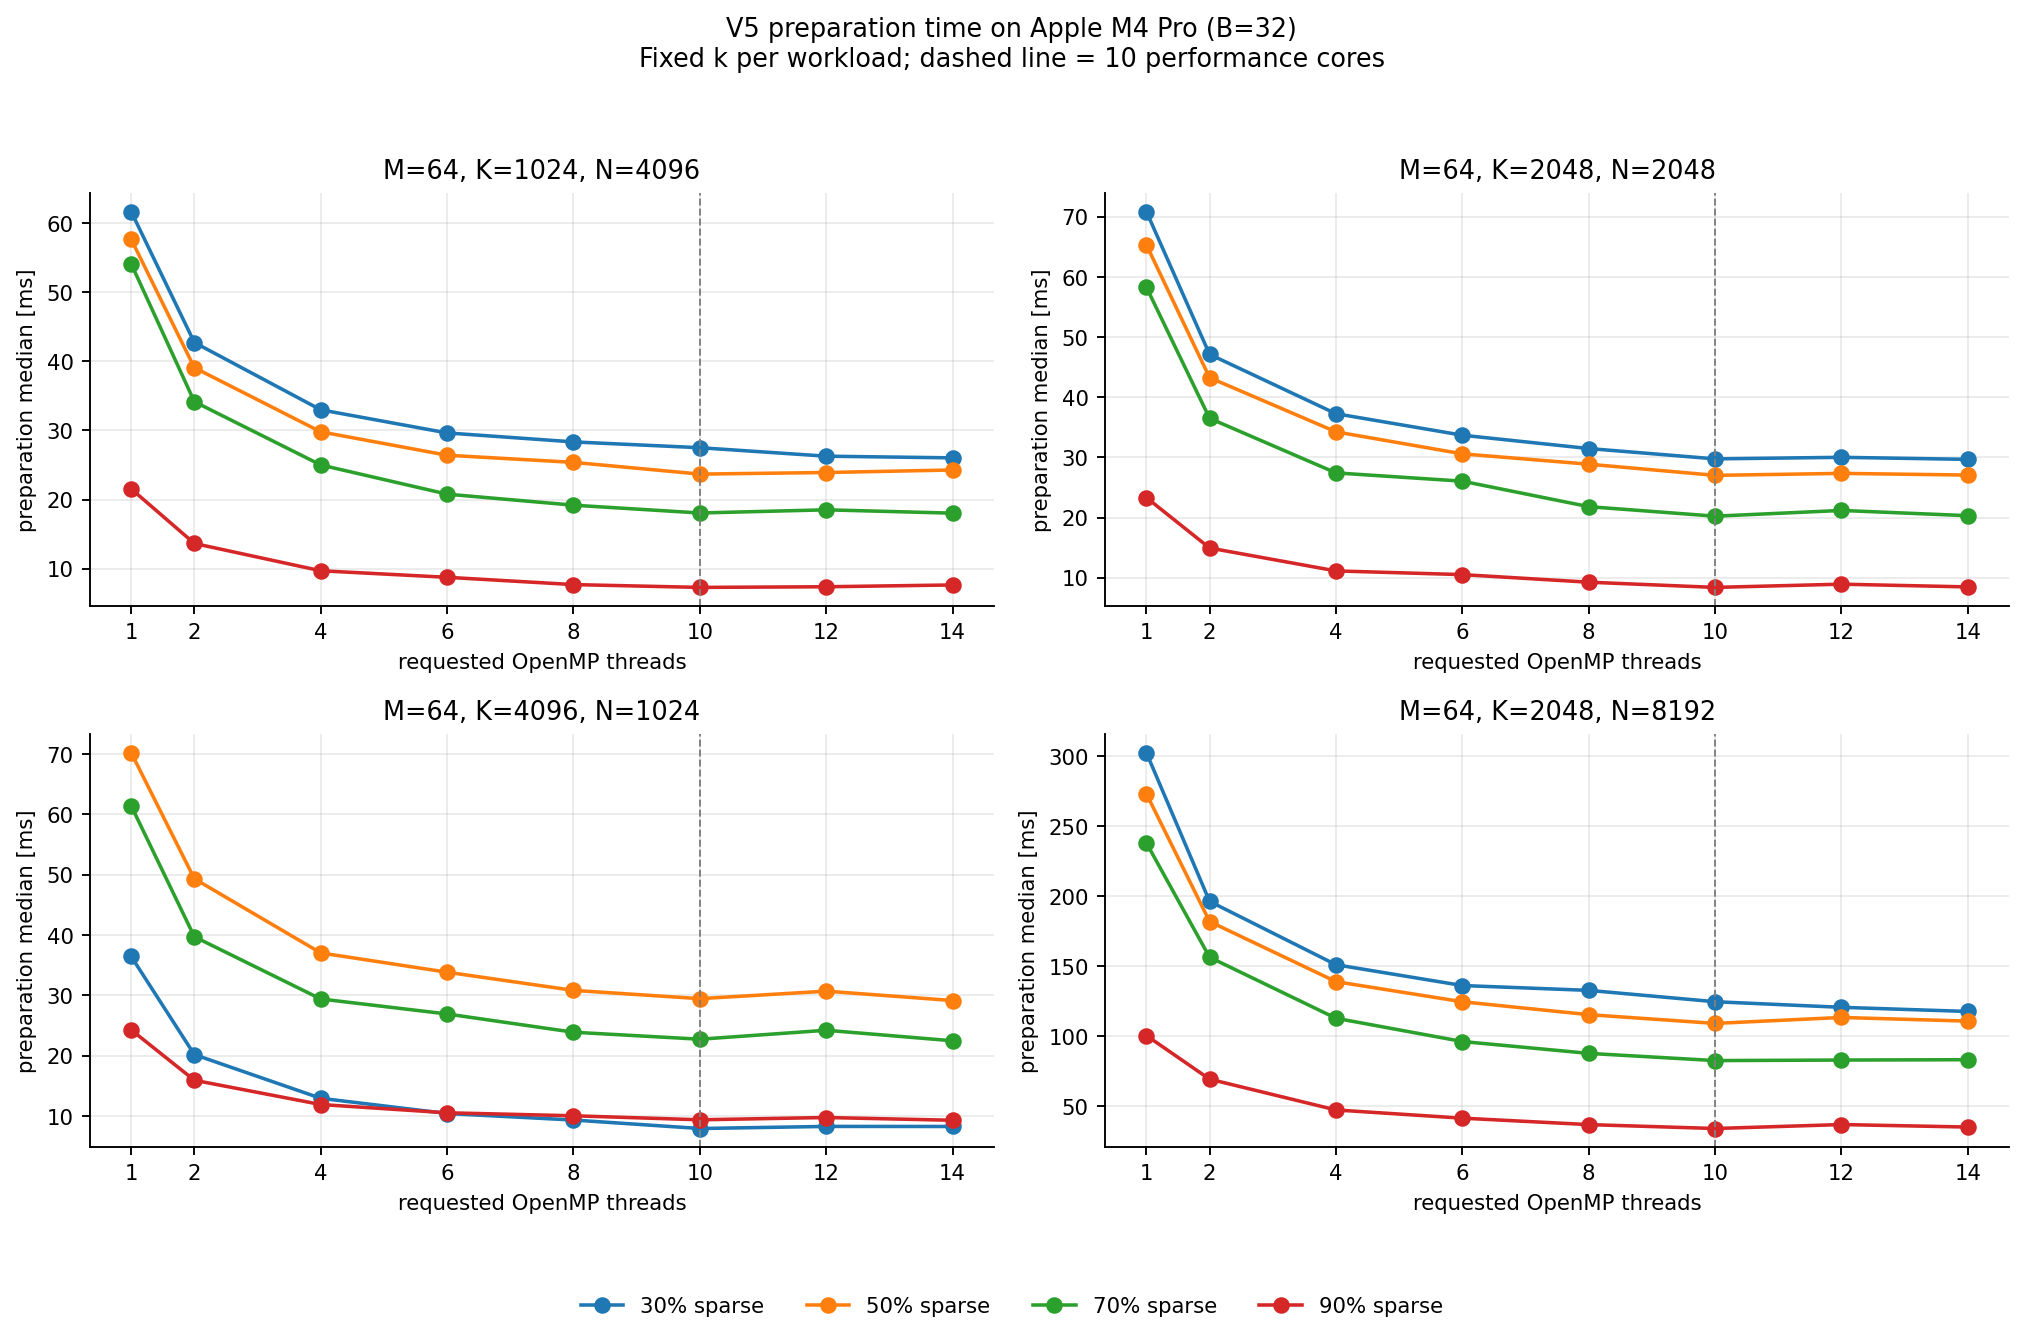 V5 preparation time on Apple M4 Pro (B=32)
Fixed k per workload; dashed line = 10 performance cores
M=64, K=1024, N=4096
preparation median [ms]
60
50
40
30
20
10
1 2 4 6 8 10 12 14
requested OpenMP threads
M=64, K=2048, N=2048
preparation median [ms]
70
60
50
40
30
20
10
1 2 4 6 8 10 12 14
requested OpenMP threads
M=64, K=4096, N=1024
preparation median [ms]
70
60
50
40
30
20
10
1 2 4 6 8 10 12 14
requested OpenMP threads
M=64, K=2048, N=8192
preparation median [ms]
300
250
200
150
100
50
1 2 4 6 8 10 12 14
requested OpenMP threads
30% sparse 50% sparse 70% sparse 90% sparse